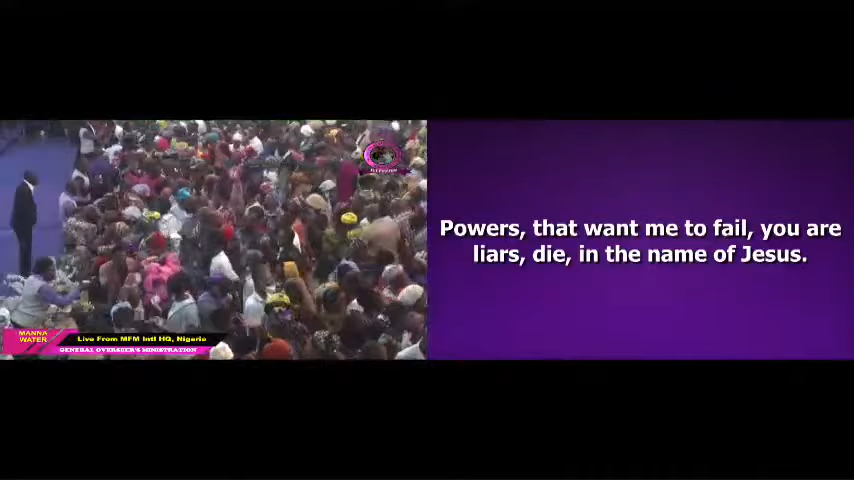 MANNA
WATER
Live From MFM Intl HQ, Nigeria
GENERAL OVERSEER'S MINISTRATION
Powers, that want me to fail, you are
liars, die, in the name of Jesus.